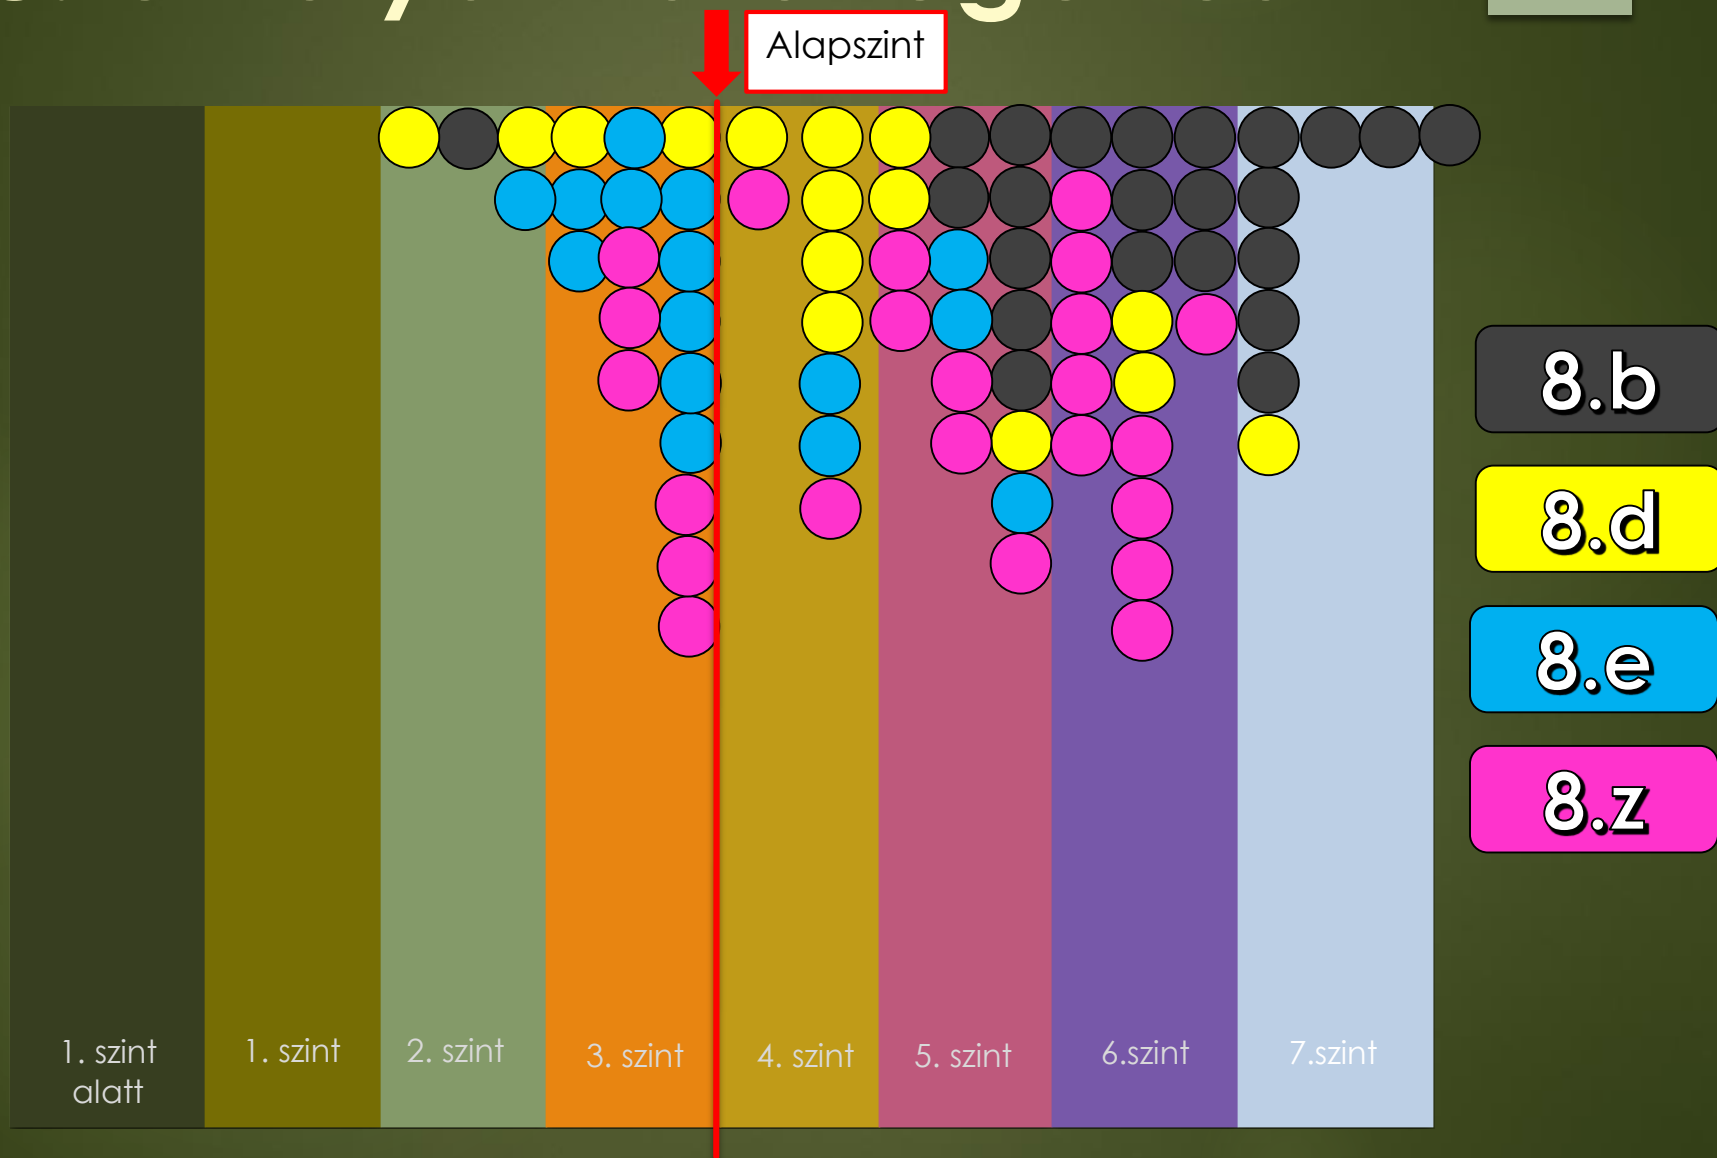 Alapszint
8.b
8.d
8.e
8.z
1. szint
alatt
1. szint
2. szint
3. szint
4. szint
5. szint
6.szint
7.szint